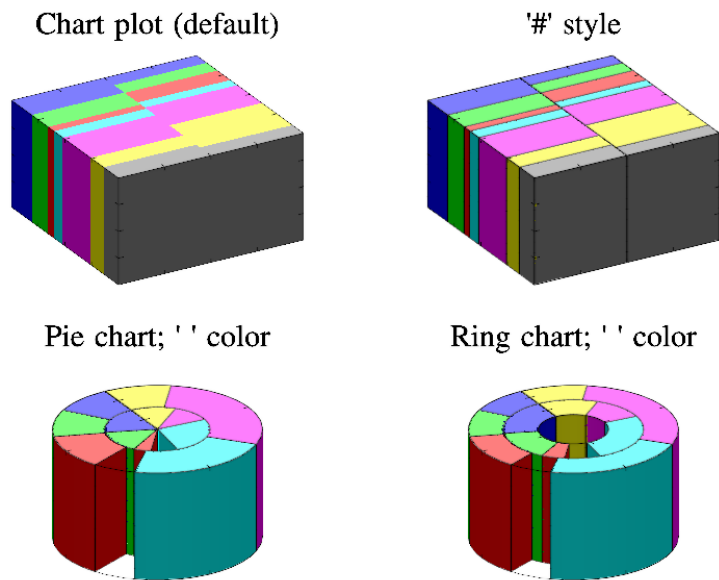 Chart plot (default)
'#' style
Pie chart; ' ' color
Ring chart; ' ' color